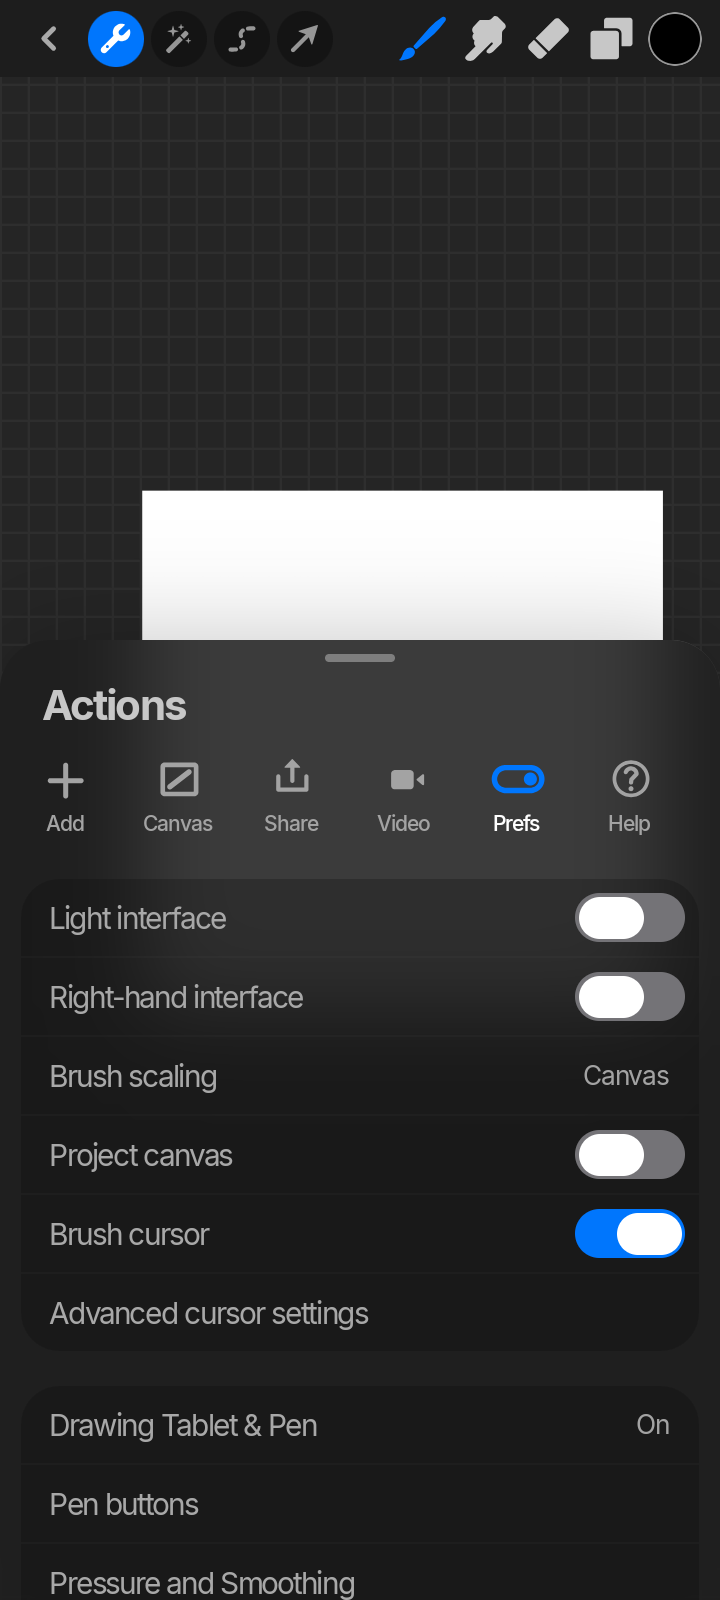 Actions
Add
Canvas
Share
Video
Prefs
Help
Light interface
Right-hand interface
Brush scaling
Canvas
Project canvas
Brush cursor
Advanced cursor settings
Drawing Tablet & Pen
On
Pen buttons
Pressure and Smoothing